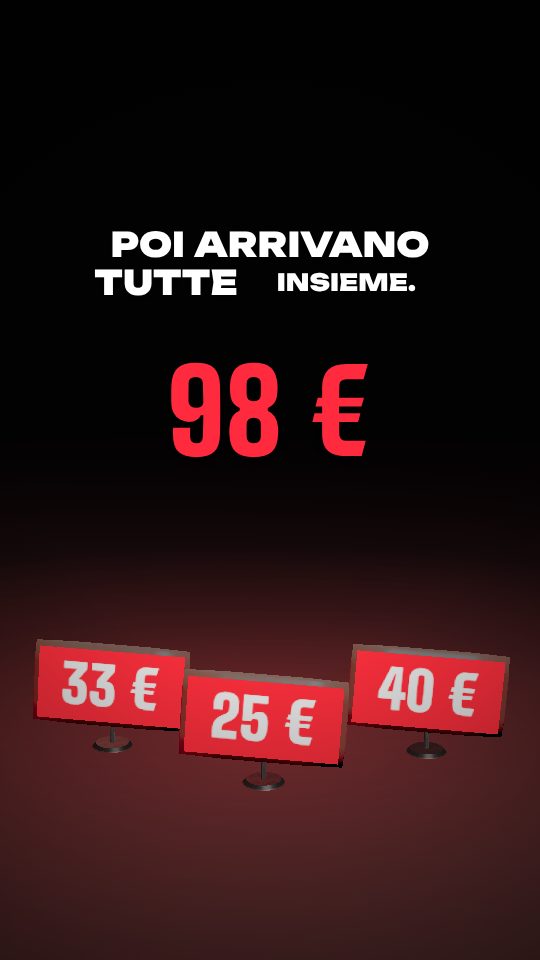 POI ARRIVANO
TUTTE INSIEME.
98 €
33 €
25 €
40 €